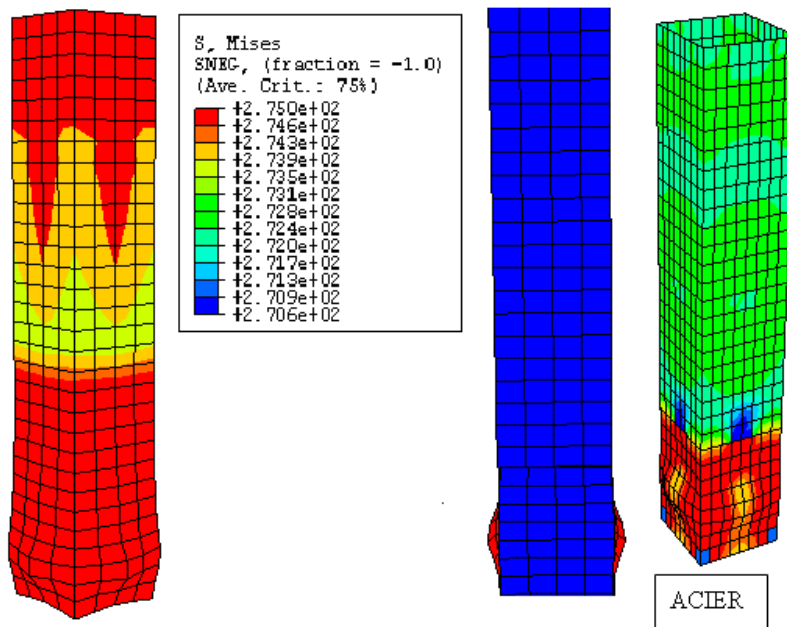 S, Mises
SNEG, (fraction = -1.0)
(Ave. Crit.: 75%)
+2.750e+02
+2.746e+02
+2.743e+02
+2.739e+02
+2.735e+02
+2.731e+02
+2.728e+02
+2.724e+02
+2.720e+02
+2.717e+02
+2.713e+02
+2.709e+02
+2.706e+02
ACIER